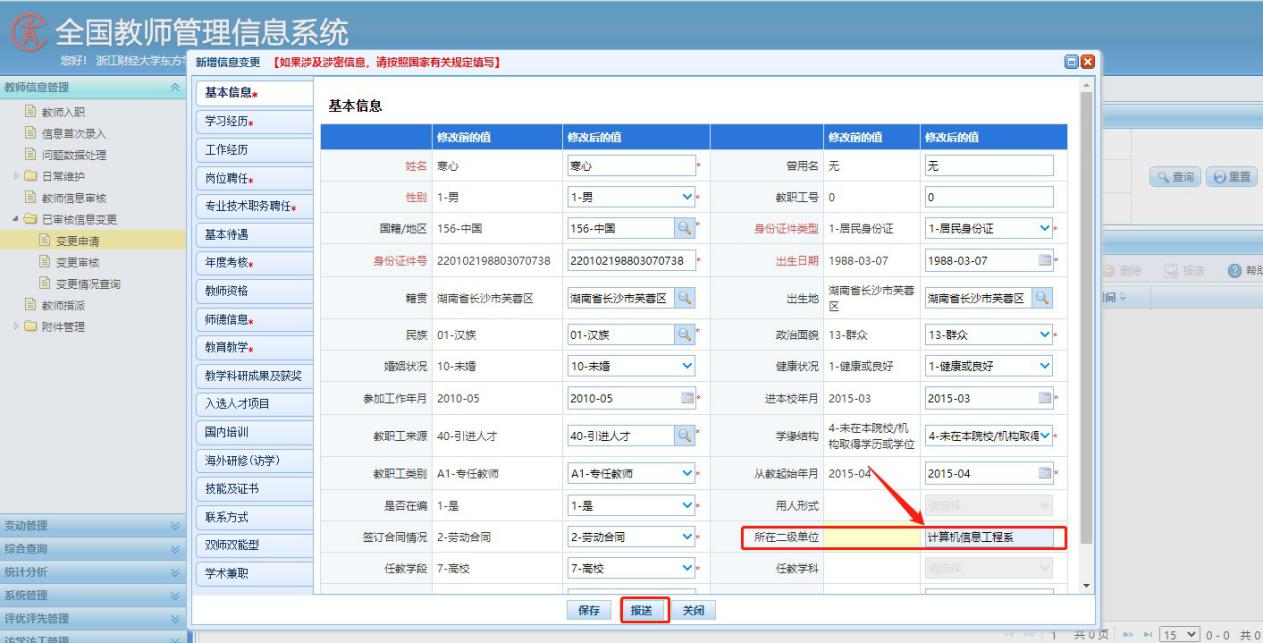 全国教师管理信息系统
您好! 浙江财经大学东方学
教师信息管理
教师入职
信息首次录入
问题数据处理
日常维护
教师信息审核
已审核信息变更
变更申请
变更审核
变更情况查询
教师指派
附件管理
变动管理
综合查询
统计分析
系统管理
评优评先管理
访学访工管理
新增信息变更 【如果涉及涉密信息，请按照国家有关规定填写】
基本信息*
学习经历*
工作经历
岗位聘任*
专业技术职务聘任*
基本待遇
年度考核*
教师资格
师德信息*
教育教学*
教学科研成果及获奖
入选人才项目
国内培训
海外研修(访学)
技能及证书
联系方式
双师双能型
学术兼职
基本信息
修改前的值 修改后的值 修改前的值 修改后的值
姓名 寒心 寒心 * 曾用名 无 无
性别 1-男 1-男 * 教职工号 0 0
国籍/地区 156-中国 156-中国 * 身份证件类型 1-居民身份证 1-居民身份证 *
身份证件号 220102198803070738 220102198803070738 * 出生日期 1988-03-07 1988-03-07 *
籍贯 湖南省长沙市芙蓉区 湖南省长沙市芙蓉区 出生地 湖南省长沙市芙蓉区 湖南省长沙市芙蓉区
民族 01-汉族 01-汉族 * 政治面貌 13-群众 13-群众 *
婚姻状况 10-未婚 10-未婚 健康状况 1-健康或良好 1-健康或良好
参加工作年月 2010-05 2010-05 * 进本校年月 2015-03 2015-03 *
教职工来源 40-引进人才 40-引进人才 * 学缘结构 4-未在本院校/机构取得学历或学位 4-未在本院校/机构取得 *
教职工类别 A1-专任教师 A1-专任教师 * 从教起始年月 2015-04 2015-04 *
是否在编 1-是 1-是 * 用人形式 请选择
签订合同情况 2-劳动合同 2-劳动合同 * 所在二级单位 计算机信息工程系
任教学段 7-高校 7-高校 * 任教学科 请选择
保存 报送 关闭
查询 重置
删除 报送 帮助
间
1 共0页 15 0 - 0 共0